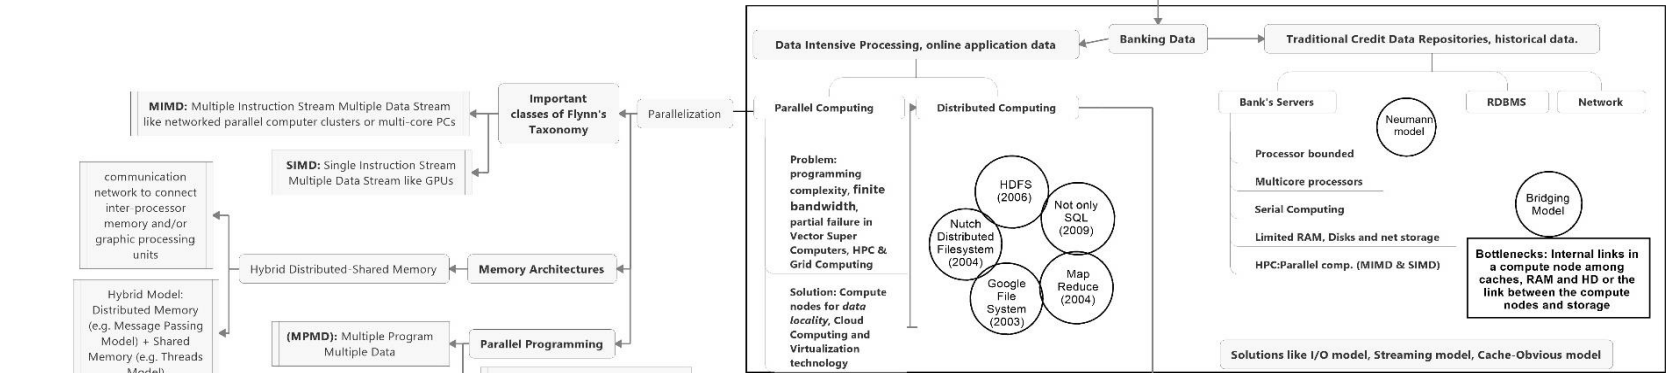 Banking Data
Data Intensive Processing, online application data
Traditional Credit Data Repositories, historical data.
Important
classes of Flynn's
Taxonomy
Parallelization
Parallel Computing
Distributed Computing
Bank's Servers
Neumann
model
RDBMS
Network
MIMD: Multiple Instruction Stream Multiple Data Stream
like networked parallel computer clusters or multi-core PCs
SIMD: Single Instruction Stream
Multiple Data Stream like GPUs
communication
network to connect
inter-processor
memory and/or
graphic processing
units
Hybrid Distributed-Shared Memory
Memory Architectures
Hybrid Model:
Distributed Memory
(e.g. Message Passing
Model) + Shared
Memory (e.g. Threads
Model)
(MPMD): Multiple Program
Multiple Data
Parallel Programming
Problem:
programming
complexity, finite
bandwidth,
partial failure in
Vector Super
Computers, HPC &
Grid Computing
Solution: Compute
nodes for data
locality, Cloud
Computing and
Virtualization
technology
HDFS
(2006)
Not only
SQL
(2009)
Nutch
Distributed
Filesystem
(2004)
Google
File
System
(2003)
Map
Reduce
(2004)
Processor bounded
Multicore processors
Serial Computing
Limited RAM, Disks and net storage
HPC:Parallel comp. (MIMD & SIMD)
Bridging
Model
Bottlenecks: Internal links in
a compute node among
caches, RAM and HD or the
link between the compute
nodes and storage
Solutions like I/O model, Streaming model, Cache-Obvious model